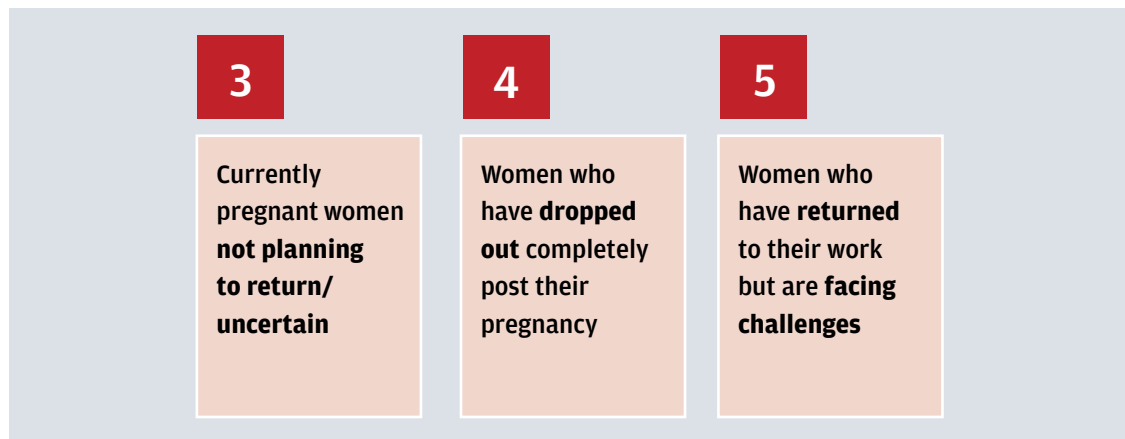 3
Currently
pregnant women
not planning
to return/
uncertain
4
Women who
have dropped
out completely
post their
pregnancy
5
Women who
have returned
to their work
but are facing
challenges